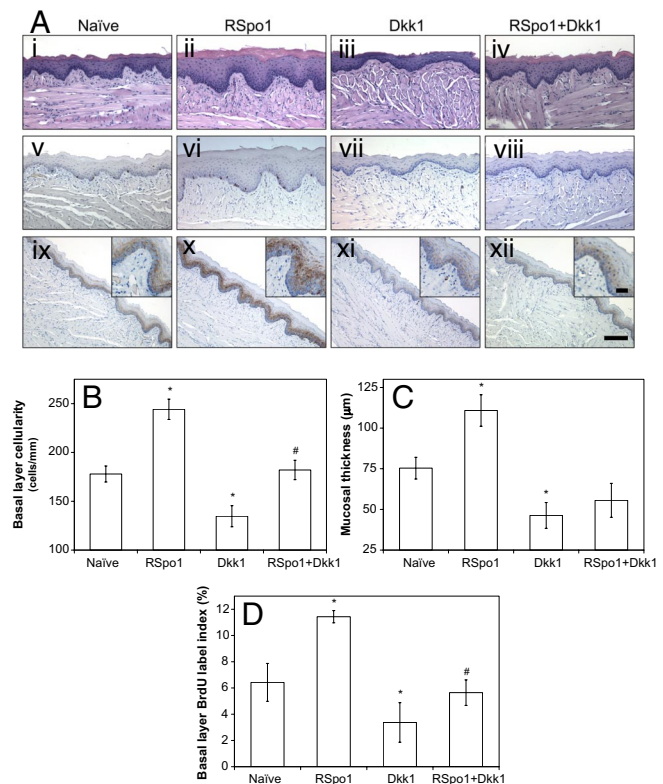 A
Naïve RSpo1 Dkk1 RSpo1+Dkk1
i ii iii iv
v vi vii viii
ix x xi xii
B
Basal layer cellularity
(cells/mm)
250
200
150
100
* * #
Naïve RSpo1 Dkk1 RSpo1+Dkk1
C
Mucosal thickness (μm)
125
100
75
50
25
* *
Naïve RSpo1 Dkk1 RSpo1+Dkk1
D
Basal layer BrdU label index (%)
12
10
8
6
4
2
0
* * #
Naïve RSpo1 Dkk1 RSpo1+Dkk1